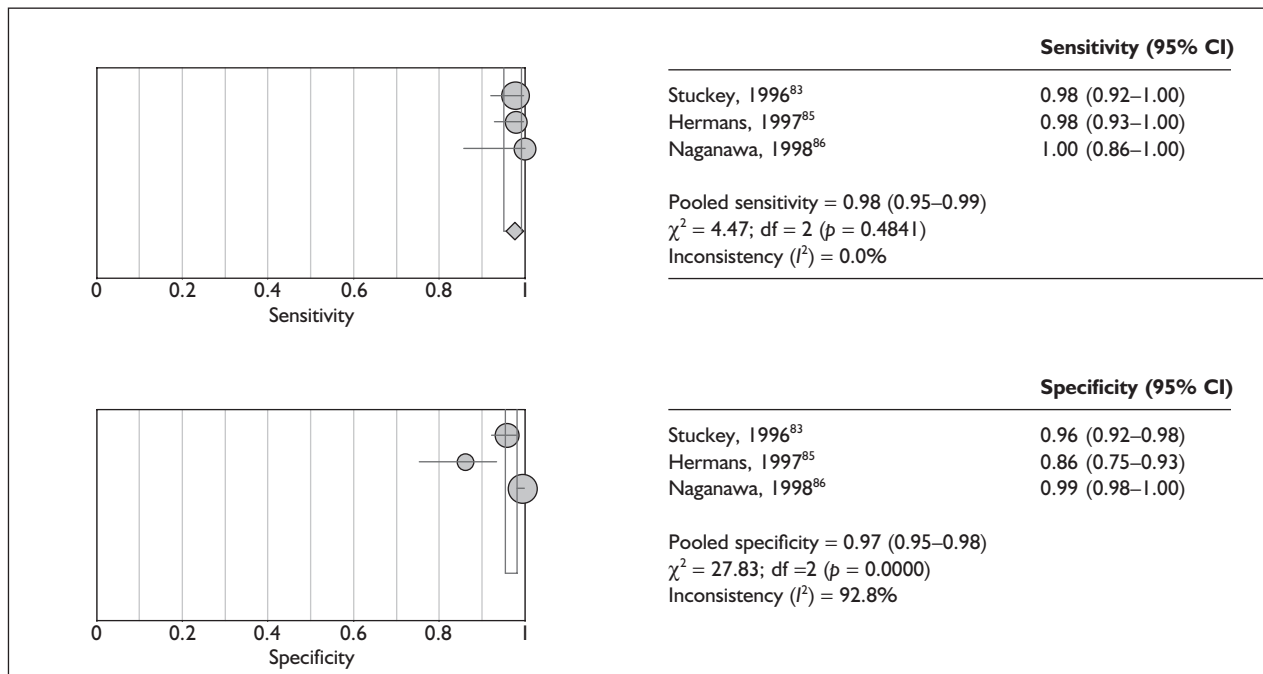 Sensitivity (95% CI)
Stuckey, 1996⁸³ 0.98 (0.92–1.00)
Hermans, 1997⁸⁵ 0.98 (0.93–1.00)
Naganawa, 1998⁸⁶ 1.00 (0.86–1.00)
Pooled sensitivity = 0.98 (0.95–0.99)
χ² = 4.47; df = 2 (p = 0.4841)
Inconsistency (I²) = 0.0%
0 0.2 0.4 0.6 0.8 1
Sensitivity
Specificity (95% CI)
Stuckey, 1996⁸³ 0.96 (0.92–0.98)
Hermans, 1997⁸⁵ 0.86 (0.75–0.93)
Naganawa, 1998⁸⁶ 0.99 (0.98–1.00)
Pooled specificity = 0.97 (0.95–0.98)
χ² = 27.83; df =2 (p = 0.0000)
Inconsistency (I²) = 92.8%
0 0.2 0.4 0.6 0.8 1
Specificity